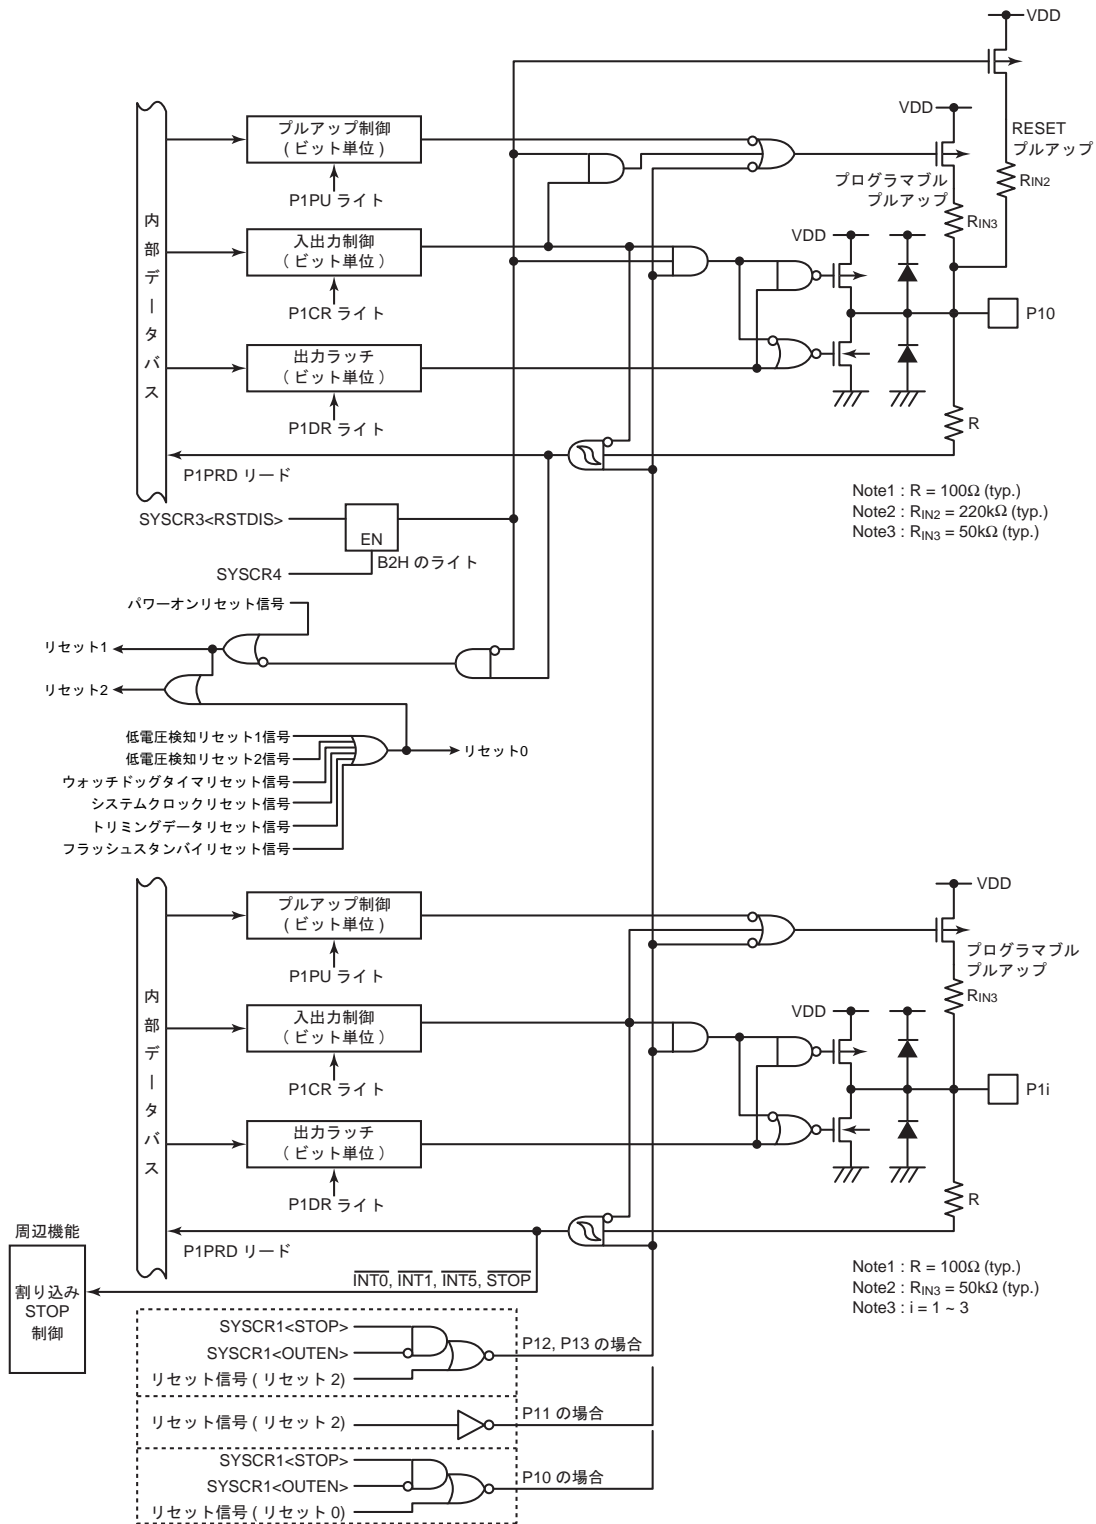 VDD
VDD
RESET
プルアップ
プルアップ制御
( ビット単位 )
P1PU ライト
プログラマブル
プルアップ
RIN3
RIN2
内部データバス
入出力制御
( ビット単位 )
P1CR ライト
VDD
P10
出力ラッチ
( ビット単位 )
P1DR ライト
R
P1PRD リード
Note1 : R = 100Ω (typ.)
Note2 : RIN2 = 220kΩ (typ.)
Note3 : RIN3 = 50kΩ (typ.)
SYSCR3<RSTDIS>
EN
B2H のライト
SYSCR4
パワーオンリセット信号
リセット1
リセット2
低電圧検知リセット1信号
低電圧検知リセット2信号
ウォッチドッグタイマリセット信号
システムクロックリセット信号
トリミングデータリセット信号
フラッシュスタンバイリセット信号
リセット0
VDD
プルアップ制御
( ビット単位 )
P1PU ライト
プログラマブル
プルアップ
RIN3
内部データバス
入出力制御
( ビット単位 )
P1CR ライト
VDD
P1i
出力ラッチ
( ビット単位 )
P1DR ライト
R
P1PRD リード
周辺機能
割り込み
STOP
制御
INT0, INT1, INT5, STOP
Note1 : R = 100Ω (typ.)
Note2 : RIN3 = 50kΩ (typ.)
Note3 : i = 1 ~ 3
SYSCR1<STOP>
SYSCR1<OUTEN>
リセット信号 ( リセット 2)
P12, P13 の場合
リセット信号 ( リセット 2)
P11 の場合
SYSCR1<STOP>
SYSCR1<OUTEN>
リセット信号 ( リセット 0)
P10 の場合